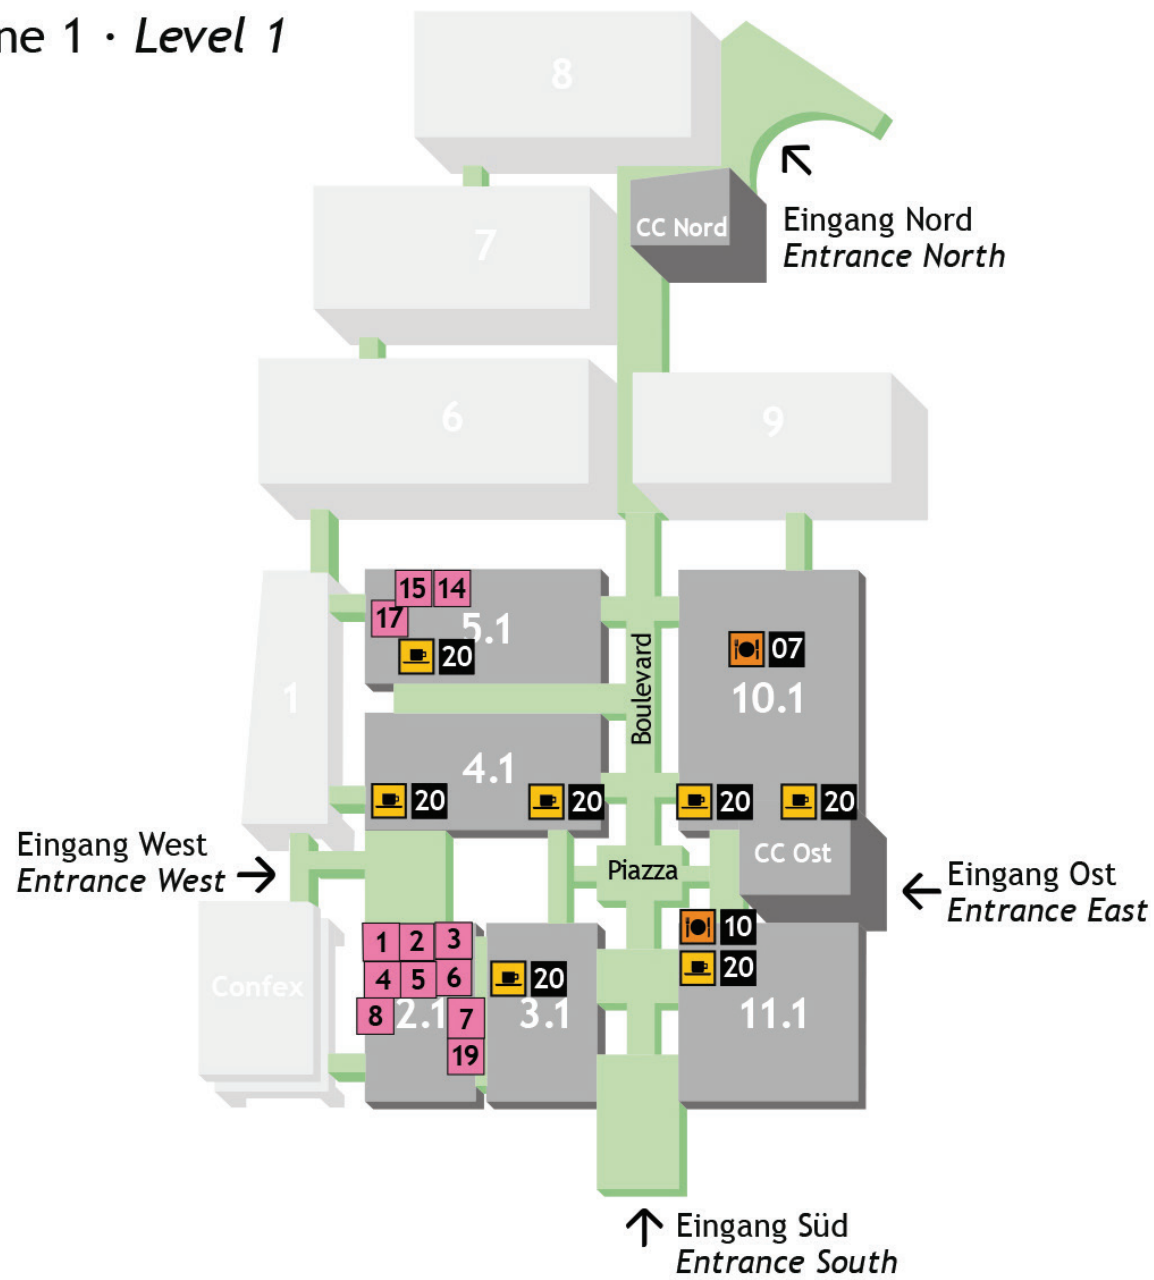 ne 1 · Level 1
8
CC Nord
Eingang Nord
Entrance North
7
6
9
15 14
17
5.1
20
07
10.1
1
Boulevard
4.1
20
20
20
20
Eingang West
Entrance West
Piazza
CC Ost
Eingang Ost
Entrance East
1 2 3
4 5 6
8 2.1 7
19
20
3.1
10
20
11.1
Confex
Eingang Süd
Entrance South